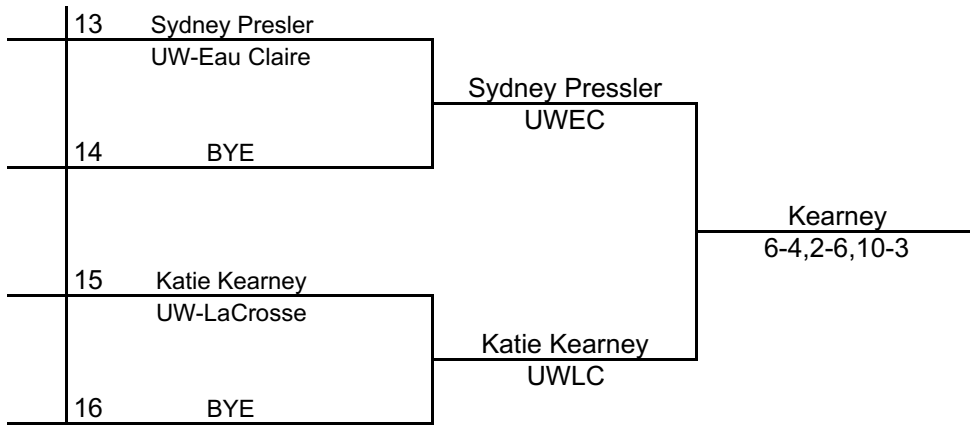 13 Sydney Presler
UW-Eau Claire
Sydney Pressler
UWEC
14 BYE
Kearney
6-4,2-6,10-3
15 Katie Kearney
UW-LaCrosse
Katie Kearney
UWLC
16 BYE